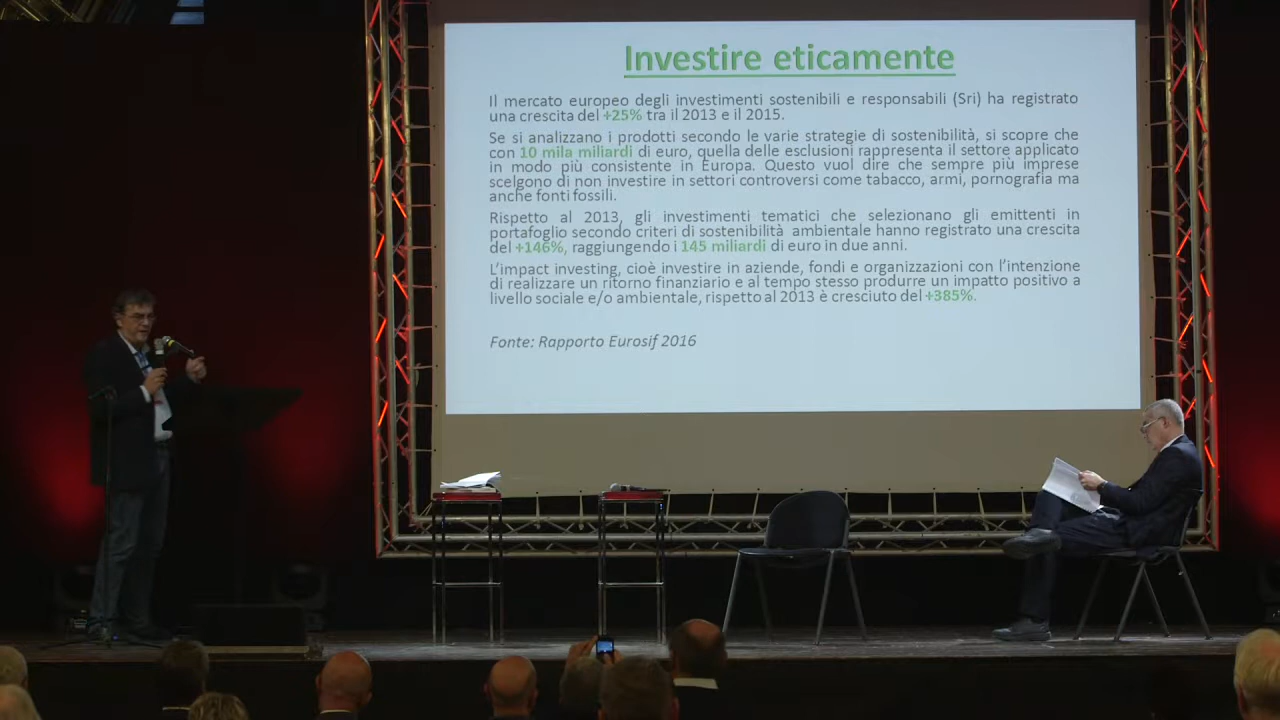 Investire eticamente
Il mercato europeo degli investimenti sostenibili e responsabili (Sri) ha registrato
una crescita del +25% tra il 2013 e il 2015.
Se si analizzano i prodotti secondo le varie strategie di sostenibilità, si scopre che
con 10 mila miliardi di euro, quella delle esclusioni rappresenta il settore applicato
in modo più consistente in Europa. Questo vuol dire che sempre più imprese
scelgono di non investire in settori controversi come tabacco, armi, pornografia ma
anche fonti fossili.
Rispetto al 2013, gli investimenti tematici che selezionano gli emittenti in
portafoglio secondo criteri di sostenibilità ambientale hanno registrato una crescita
del +146%, raggiungendo i 145 miliardi di euro in due anni.
L'impact investing, cioè investire in aziende, fondi e organizzazioni con l'intenzione
di realizzare un ritorno finanziario e al tempo stesso produrre un impatto positivo a
livello sociale e/o ambientale, rispetto al 2013 è cresciuto del +385%.
Fonte: Rapporto Eurosif 2016